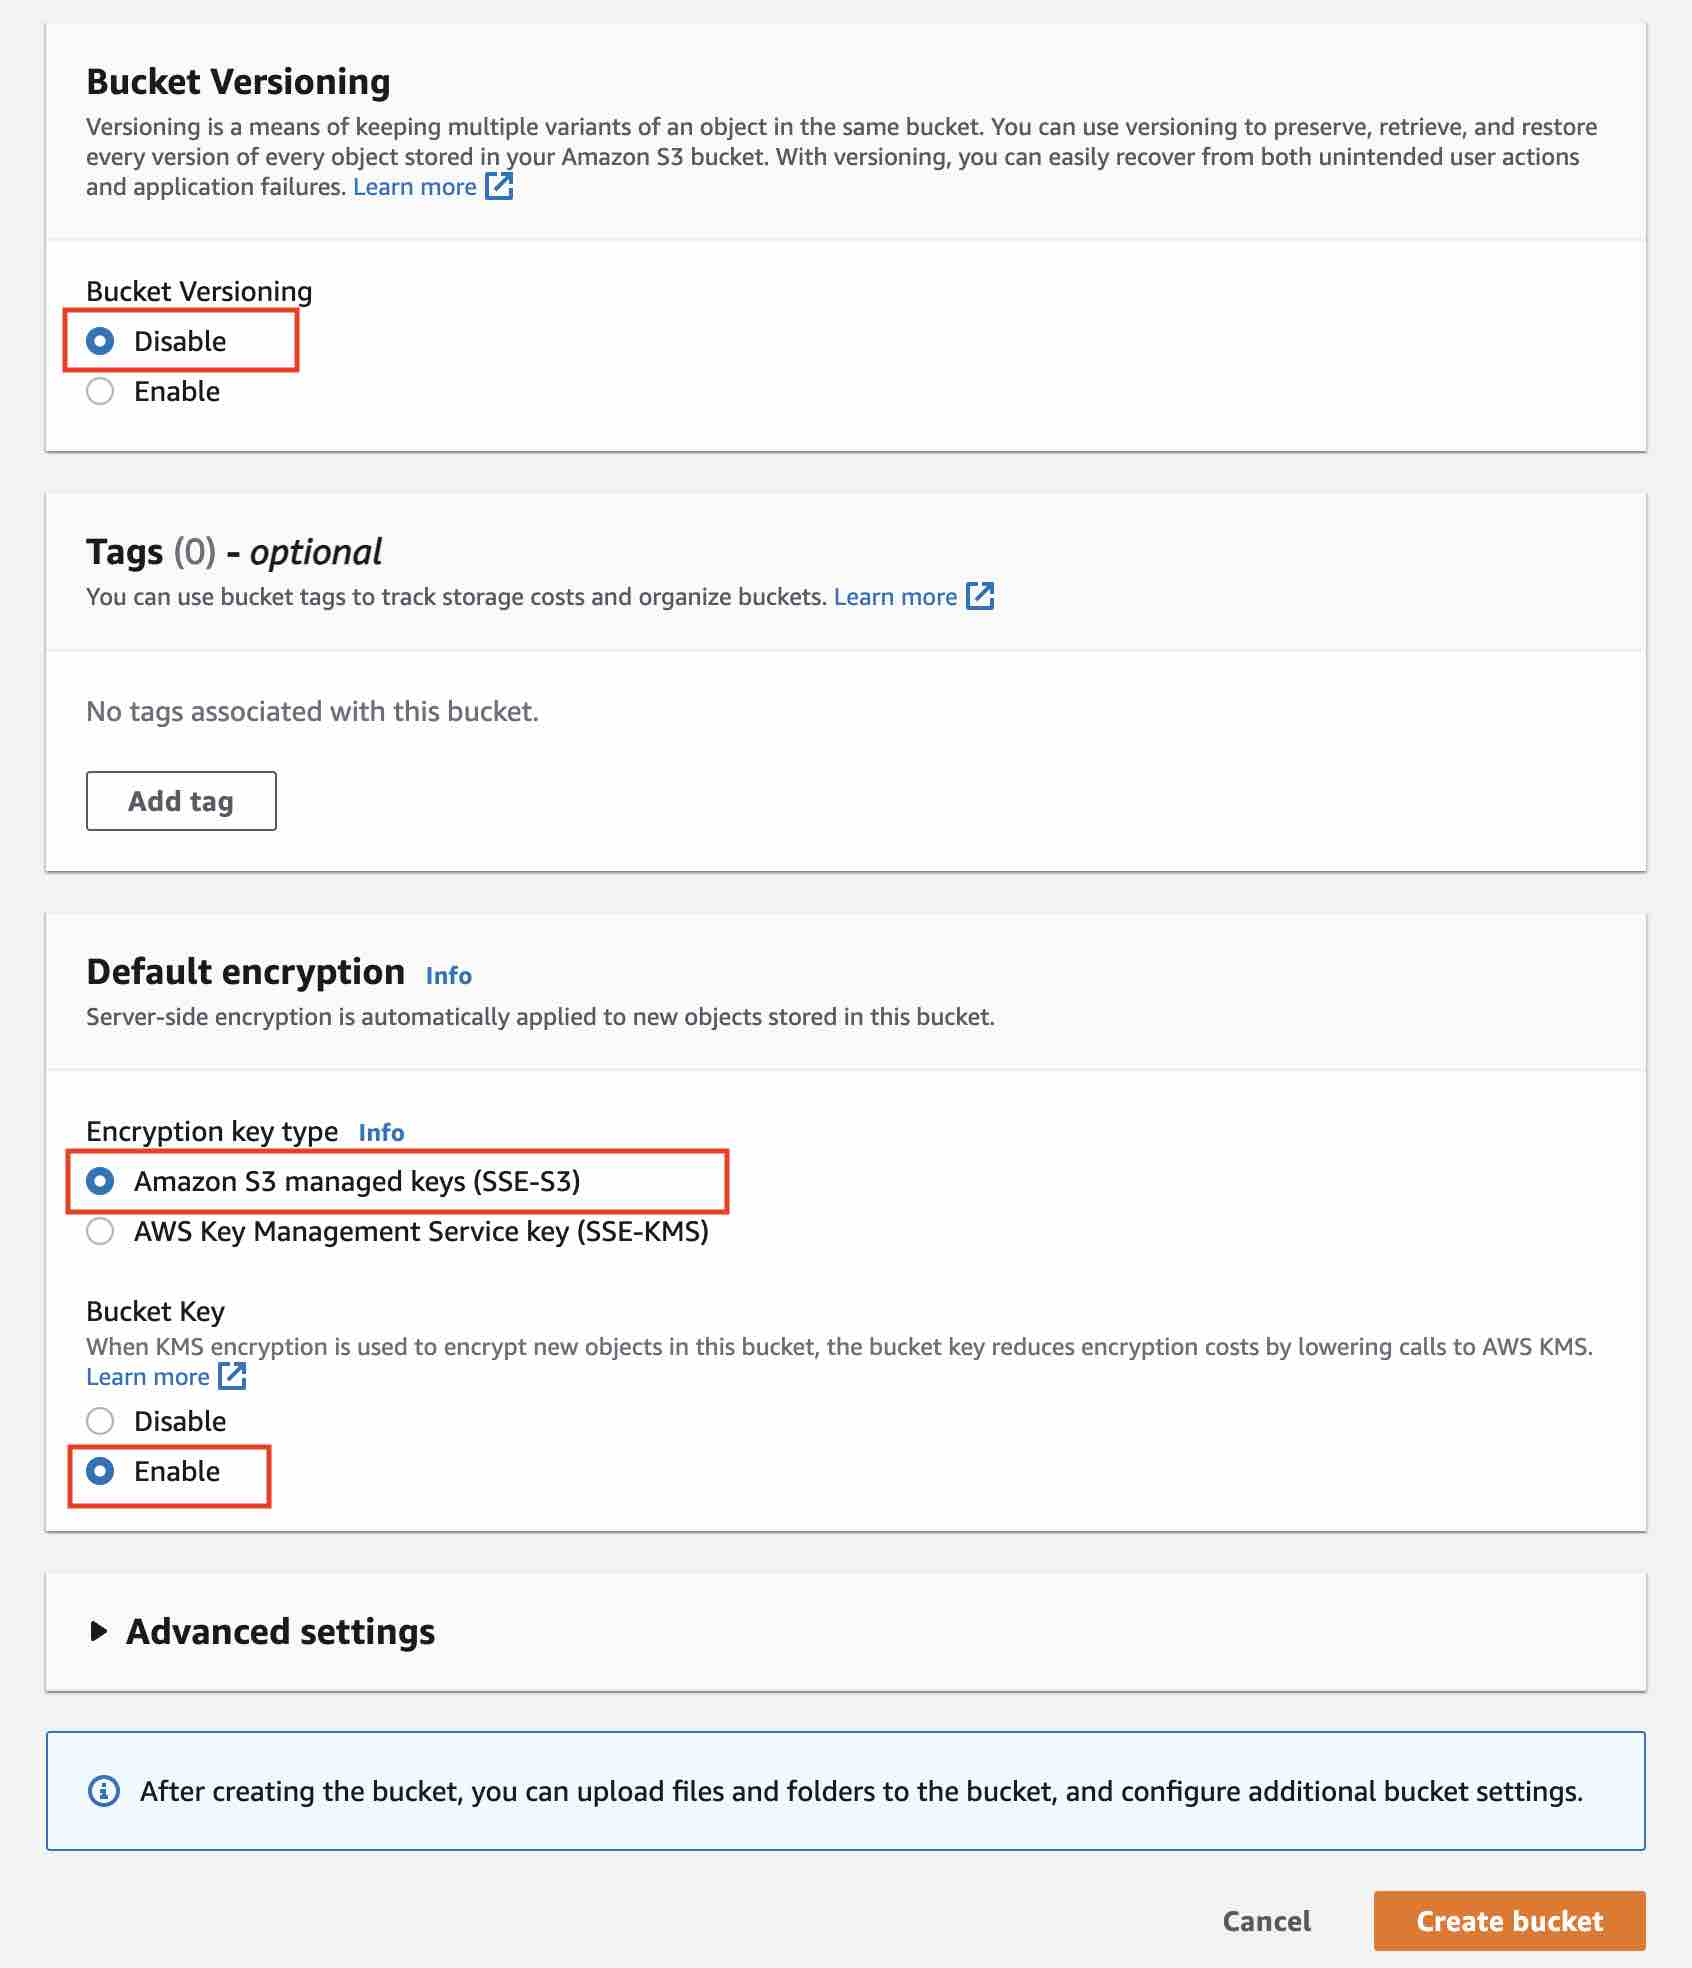 Bucket Versioning
Versioning is a means of keeping multiple variants of an object in the same bucket. You can use versioning to preserve, retrieve, and restore
every version of every object stored in your Amazon S3 bucket. With versioning, you can easily recover from both unintended user actions
and application failures. Learn more
Bucket Versioning
Disable
Enable
Tags (0) - optional
You can use bucket tags to track storage costs and organize buckets. Learn more
No tags associated with this bucket.
Add tag
Default encryption Info
Server-side encryption is automatically applied to new objects stored in this bucket.
Encryption key type Info
Amazon S3 managed keys (SSE-S3)
AWS Key Management Service key (SSE-KMS)
Bucket Key
When KMS encryption is used to encrypt new objects in this bucket, the bucket key reduces encryption costs by lowering calls to AWS KMS.
Learn more
Disable
Enable
Advanced settings
After creating the bucket, you can upload files and folders to the bucket, and configure additional bucket settings.
Cancel Create bucket